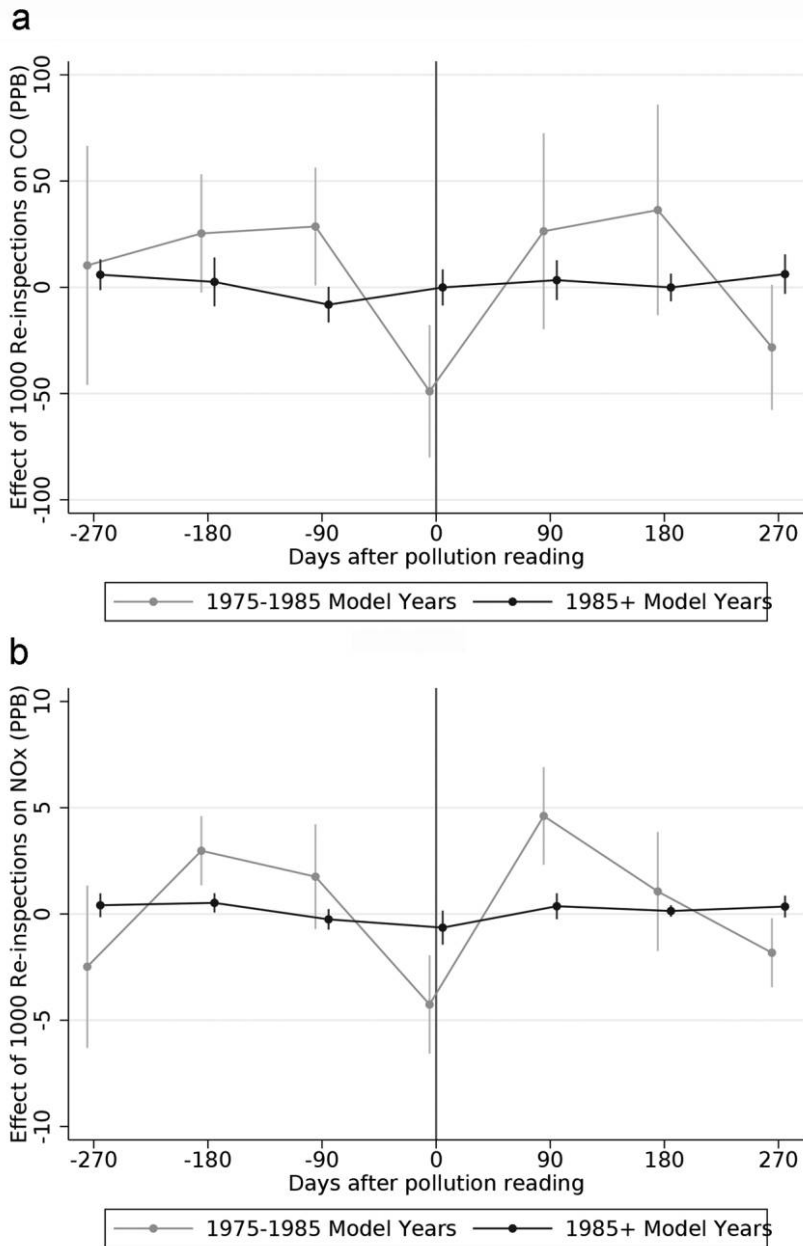 a
Effect of 1000 Re-inspections on CO (PPB)
100
50
0
-50
-100
-270 -180 -90 0 90 180 270
Days after pollution reading
1975-1985 Model Years 1985+ Model Years
b
Effect of 1000 Re-inspections on NOx (PPB)
10
5
0
-5
-10
-270 -180 -90 0 90 180 270
Days after pollution reading
1975-1985 Model Years 1985+ Model Years